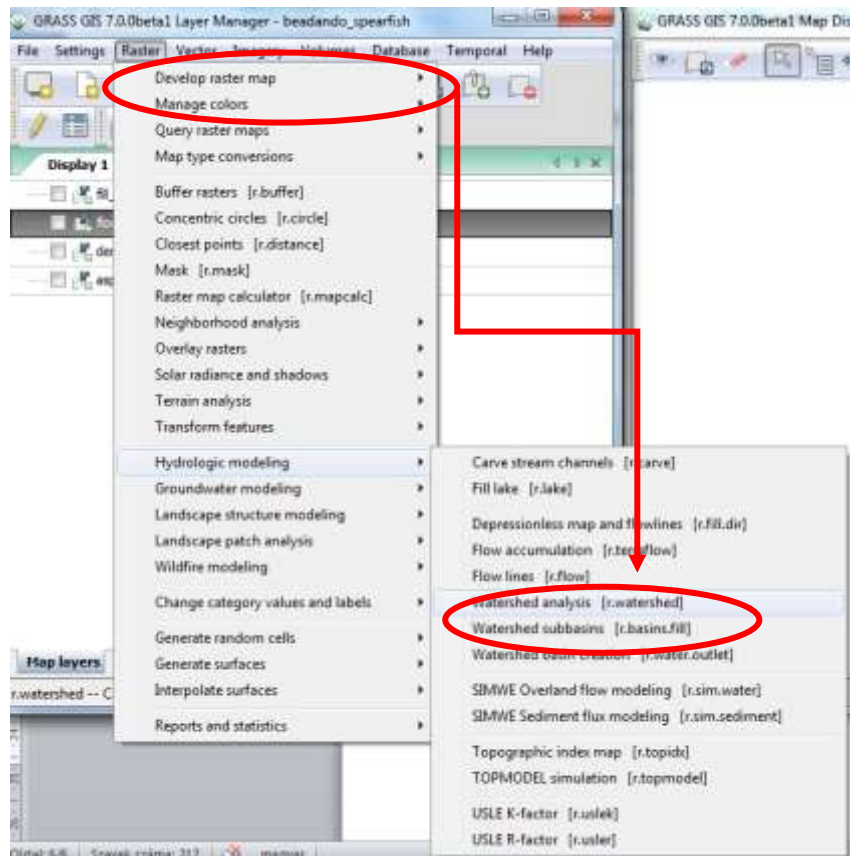 GRASS GIS 7.0.0beta1 Layer Manager - beadando_spearfish
GRASS GIS 7.0.0beta1 Map Dis
File Settings Raster Vector Imagery Volumes Database Temporal Help
Develop raster map
Manage colors
Query raster maps
Map type conversions
Display 1
Buffer rasters [r.buffer]
Concentric circles [r.circle]
Closest points [r.distance]
Mask [r.mask]
Raster map calculator [r.mapcalc]
Neighborhood analysis
Overlay rasters
Solar radiance and shadows
Terrain analysis
Transform features
Hydrologic modeling
Groundwater modeling
Landscape structure modeling
Landscape patch analysis
Wildfire modeling
Change category values and labels
Generate random cells
Generate surfaces
Interpolate surfaces
Reports and statistics
Carve stream channels [r.carve]
Fill lake [r.lake]
Depressionless map and flowlines [r.fill.dir]
Flow accumulation [r.terraflow]
Flow lines [r.flow]
Watershed analysis [r.watershed]
Watershed subbasins [r.basins.fill]
Watershed basin creation [r.water.outlet]
SIMWE Overland flow modeling [r.sim.water]
SIMWE Sediment flux modeling [r.sim.sediment]
Topographic index map [r.topidx]
TOPMODEL simulation [r.topmodel]
USLE K-factor [r.uslek]
USLE R-factor [r.usler]
Map layers
r.watershed -- C
Oldal: 6/6 Szavak száma: 217 magyar